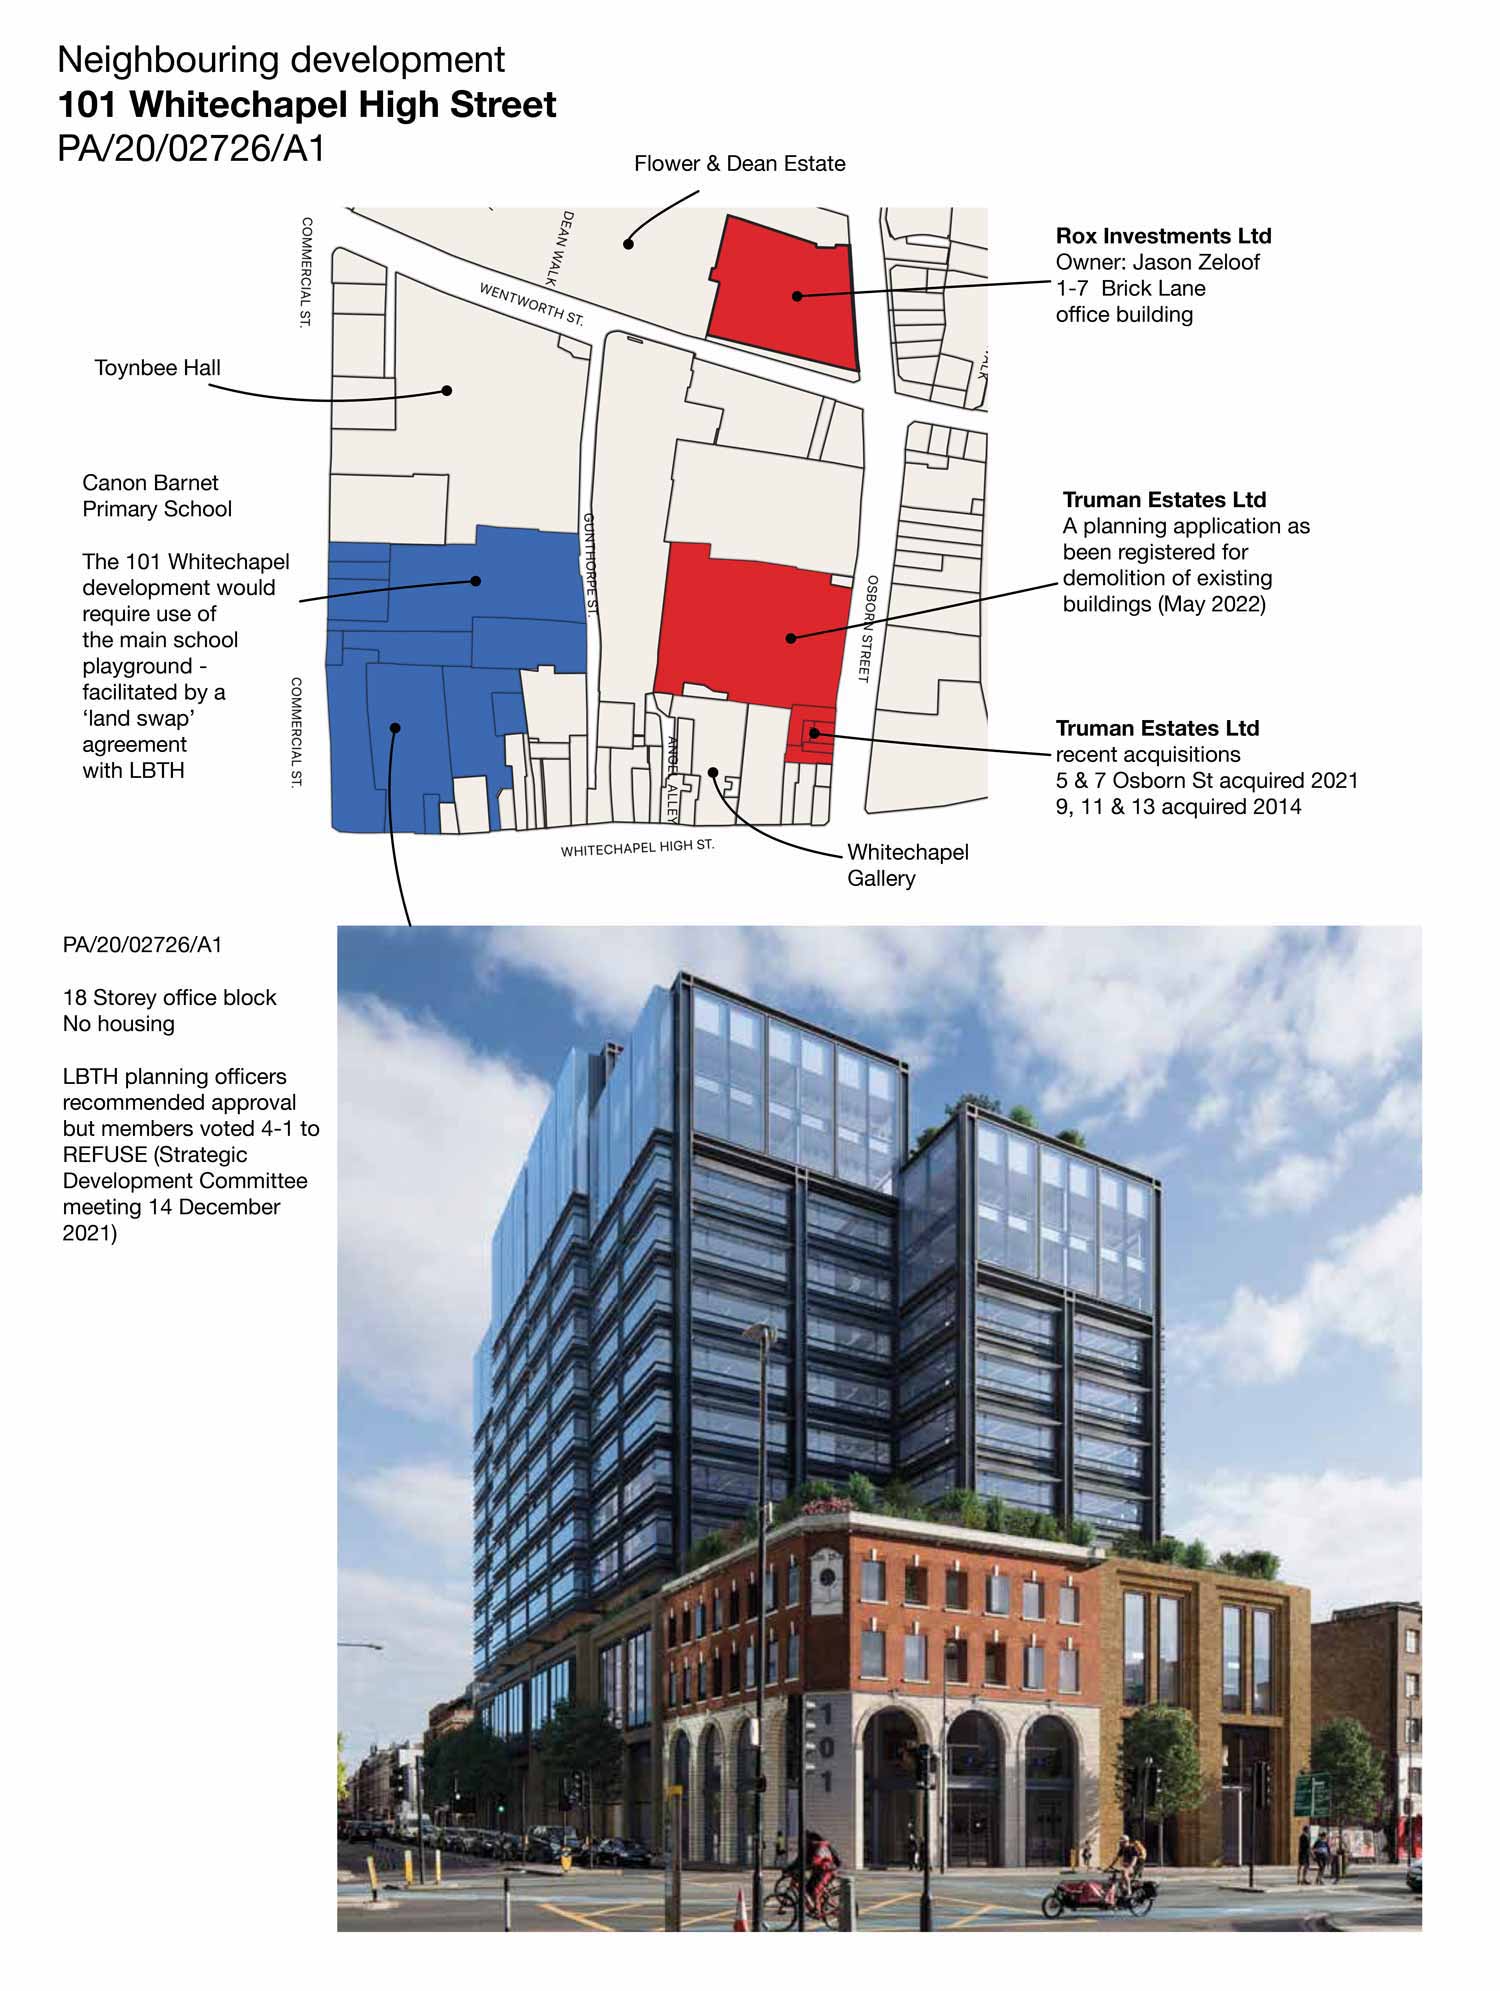 Neighbouring development
101 Whitechapel High Street
PA/20/02726/A1
Flower & Dean Estate
COMMERCIAL ST.
DEAN WALK
WENTWORTH ST.
Rox Investments Ltd
Owner: Jason Zeloof
1-7 Brick Lane
office building
Toynbee Hall
ALK
Canon Barnet
Primary School
The 101 Whitechapel
development would
require use of
the main school
playground -
facilitated by a
‘land swap’
agreement
with LBTH
GUNTHORPE ST.
OSBORN STREET
Truman Estates Ltd
A planning application as
been registered for
demolition of existing
buildings (May 2022)
COMMERCIAL ST.
ANGEL ALLEY
Truman Estates Ltd
recent acquisitions
5 & 7 Osborn St acquired 2021
9, 11 & 13 acquired 2014
WHITECHAPEL HIGH ST.
Whitechapel
Gallery
PA/20/02726/A1
18 Storey office block
No housing
LBTH planning officers
recommended approval
but members voted 4-1 to
REFUSE (Strategic
Development Committee
meeting 14 December
2021)
101